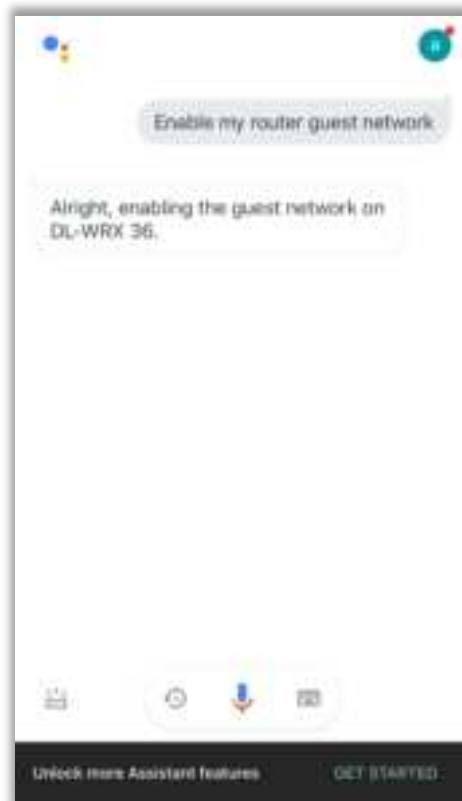 Enable my router guest network
Alright, enabling the guest network on
DL-WRX 36.
Unlock more Assistant features
GET STARTED